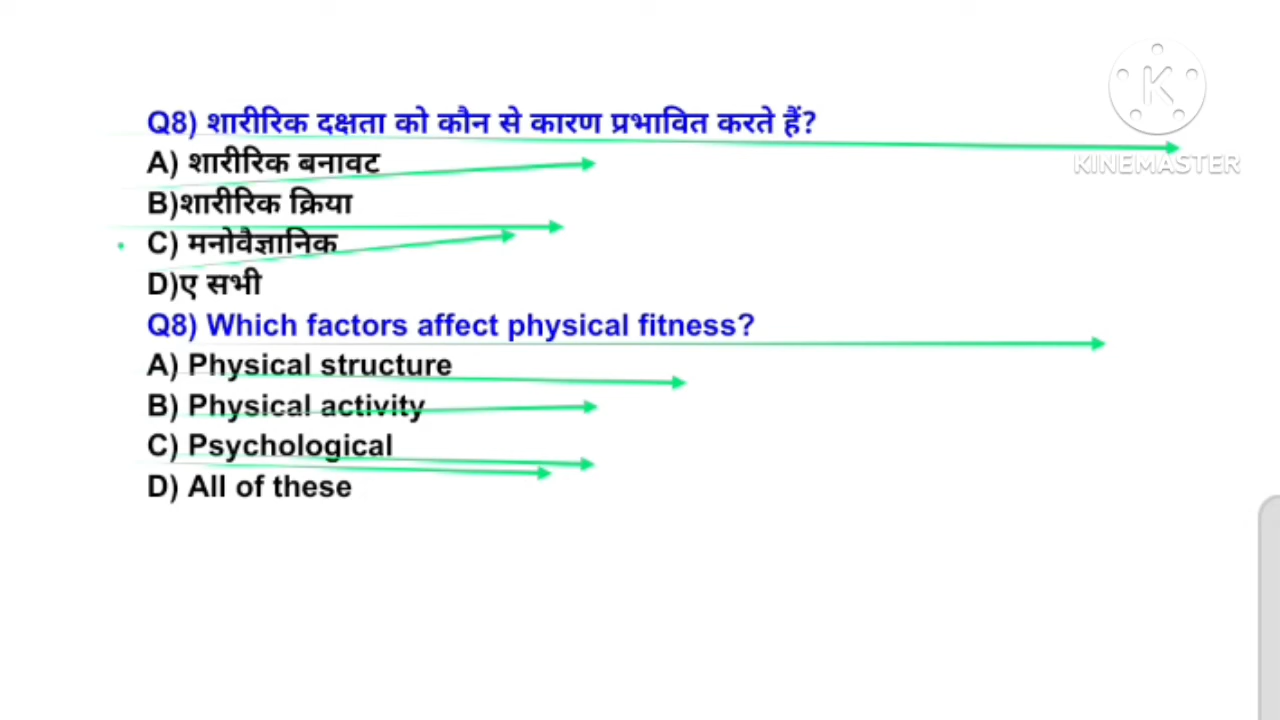 Q8) शारीरिक दक्षता को कौन से कारण प्रभावित करते हैं?
A) शारीरिक बनावट
B)शारीरिक क्रिया
C) मनोवैज्ञानिक
D)ए सभी
Q8) Which factors affect physical fitness?
A) Physical structure
B) Physical activity
C) Psychological
D) All of these
K
KINEMASTER